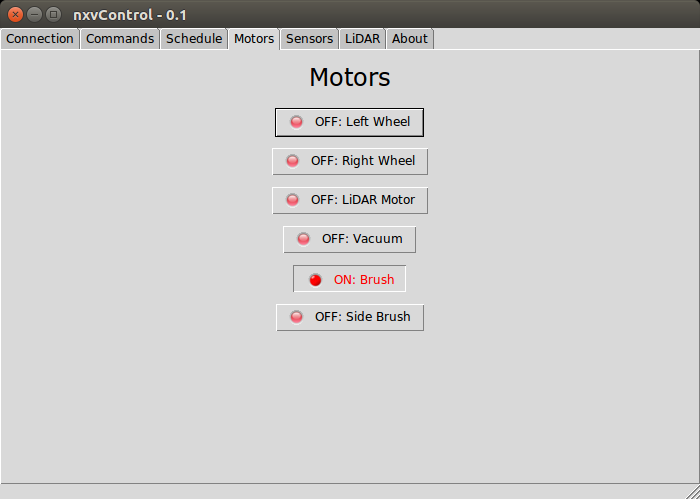 nxvControl - 0.1
Connection Commands Schedule Motors Sensors LiDAR About
Motors
OFF: Left Wheel
OFF: Right Wheel
OFF: LiDAR Motor
OFF: Vacuum
ON: Brush
OFF: Side Brush